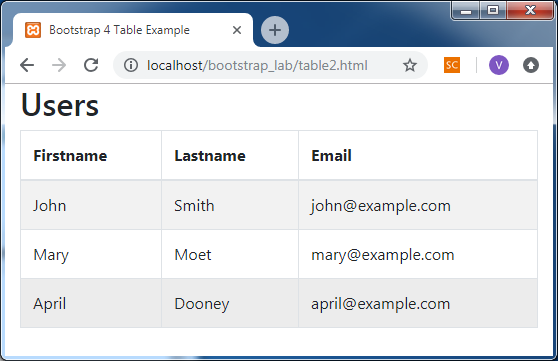 Bootstrap 4 Table Example
localhost/bootstrap_lab/table2.html
SC
V
Users
Firstname Lastname Email
John Smith john@example.com
Mary Moet mary@example.com
April Dooney april@example.com